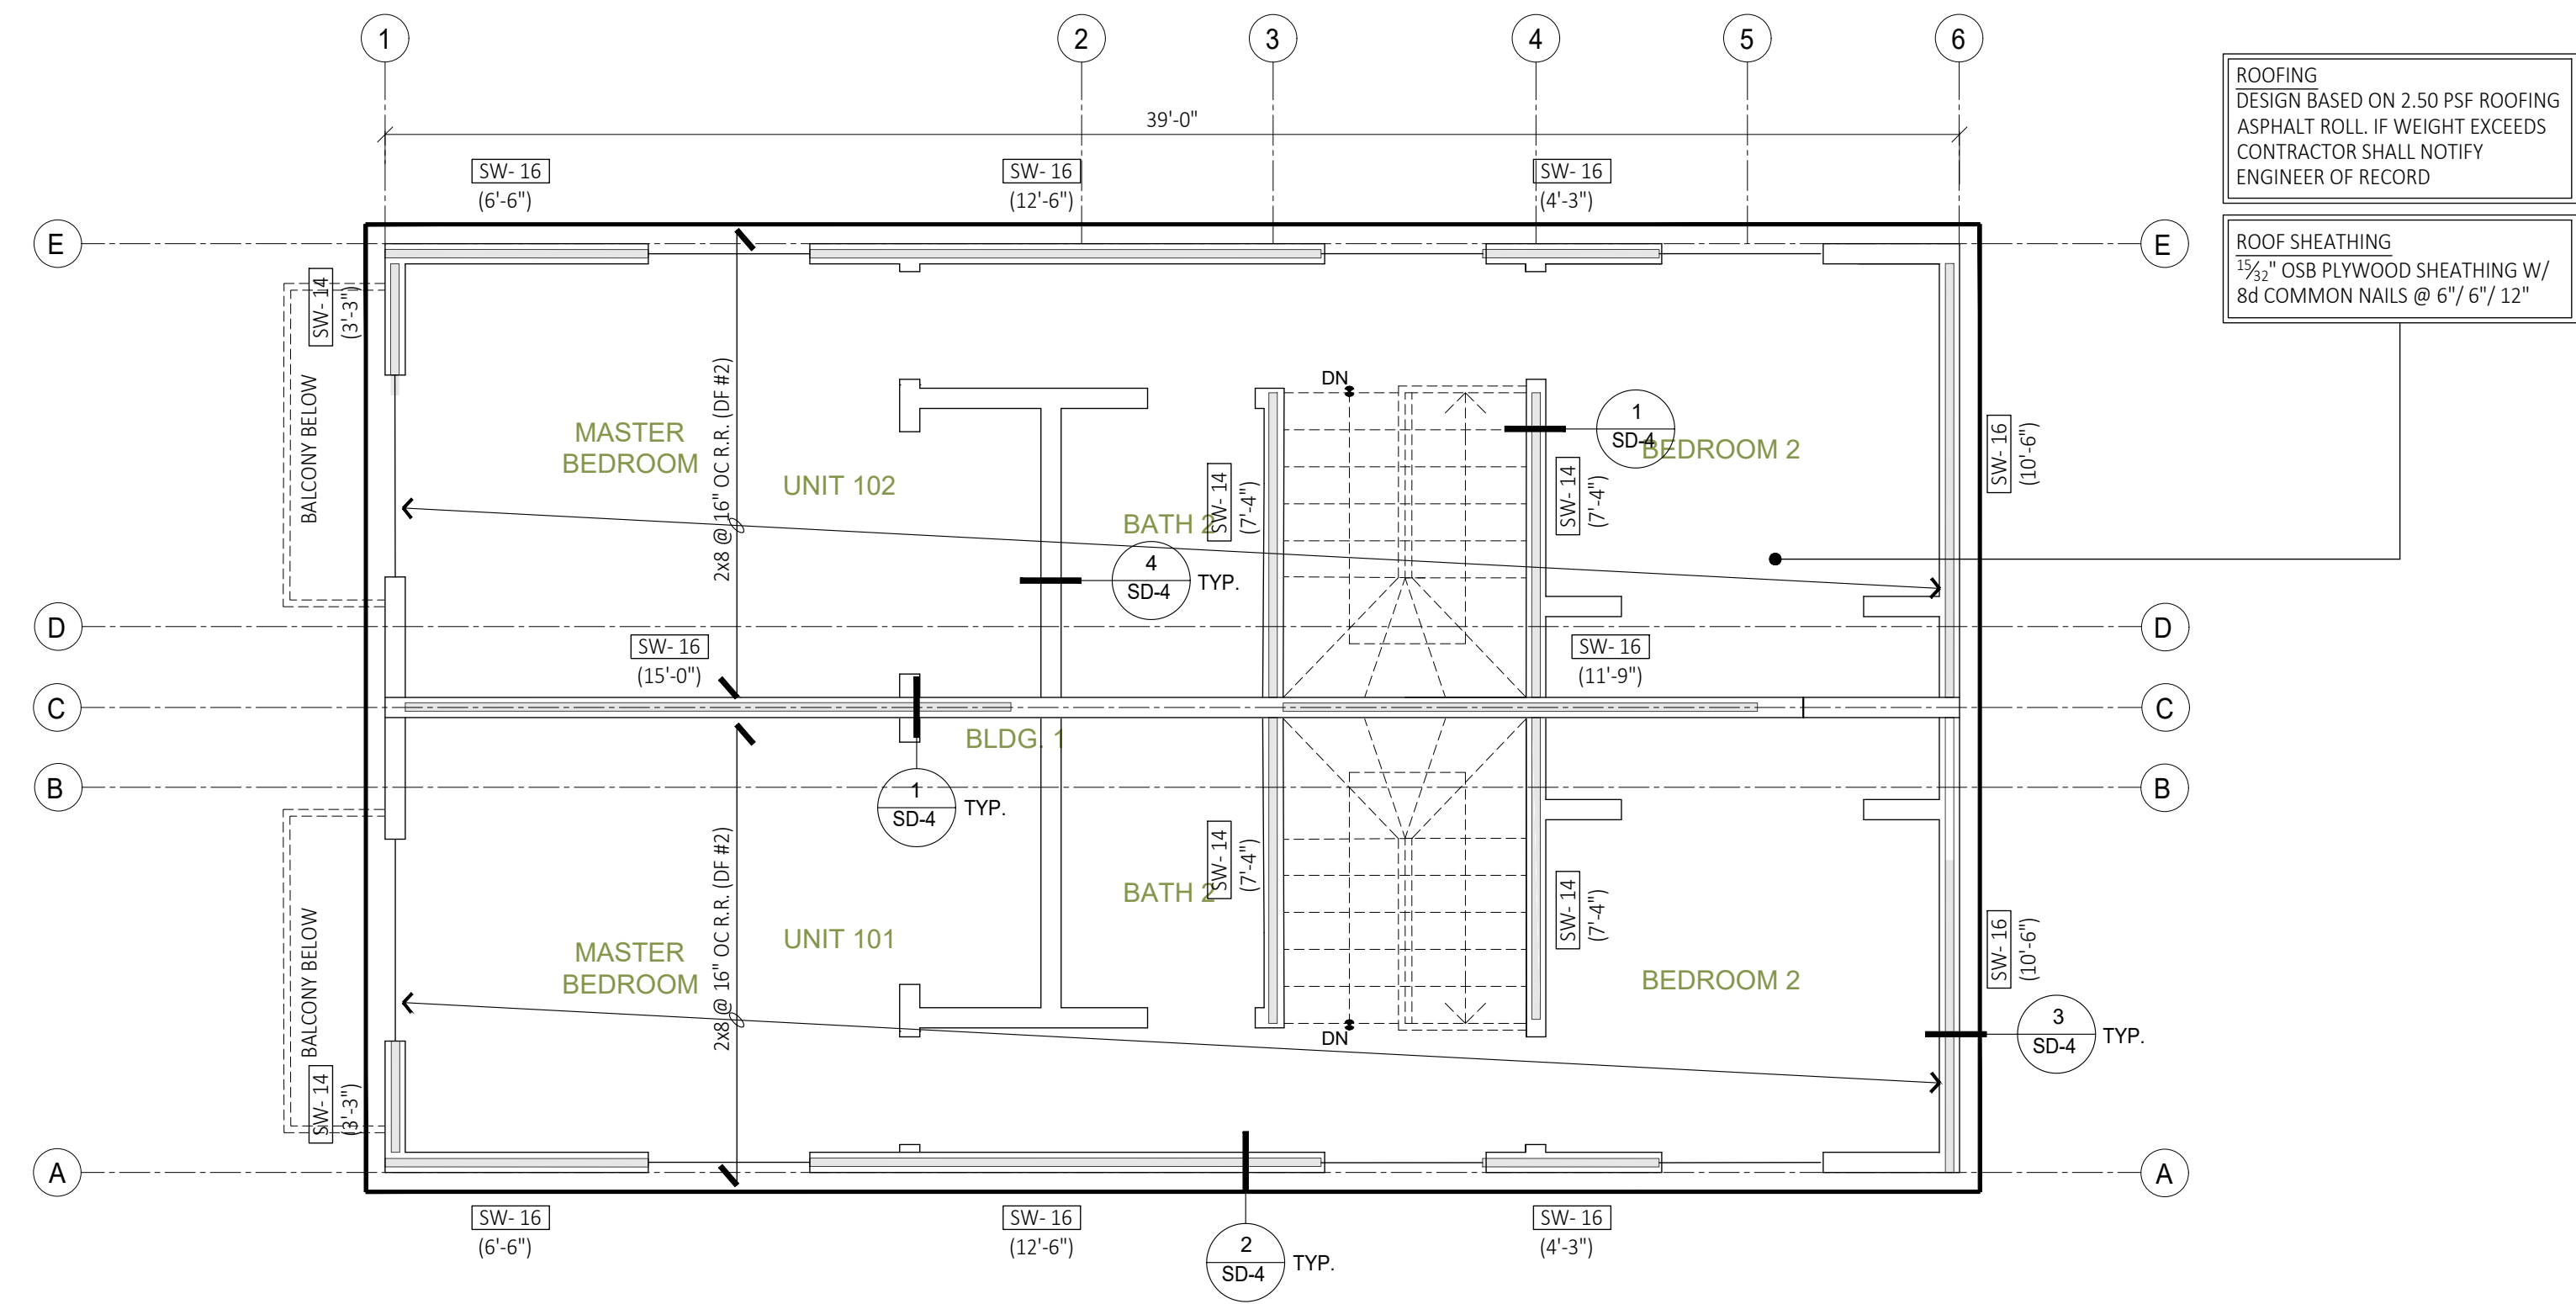 1
2
3
4
5
6
39'-0"
SW- 16
(6'-6")
SW- 16
(12'-6")
SW- 16
(4'-3")
ROOFING
DESIGN BASED ON 2.50 PSF ROOFING
ASPHALT ROLL. IF WEIGHT EXCEEDS
CONTRACTOR SHALL NOTIFY
ENGINEER OF RECORD
ROOF SHEATHING
15/32" OSB PLYWOOD SHEATHING W/
8d COMMON NAILS @ 6"/ 6"/ 12"
E
E
SW- 14
(3'-3")
BALCONY BELOW
MASTER
BEDROOM
2x8 @ 16" OC R.R. (DF #2)
UNIT 102
BATH 2
SW- 14
(7'-4")
DN
1
SD-4
BEDROOM 2
SW- 14
(7'-4")
SW- 16
(10'-6")
4
SD-4
TYP.
D
D
SW- 16
(15'-0")
SW- 16
(11'-9")
C
C
BLDG. 1
B
B
1
SD-4
TYP.
BALCONY BELOW
SW- 14
(3'-3")
MASTER
BEDROOM
2x8 @ 16" OC R.R. (DF #2)
UNIT 101
BATH 2
SW- 14
(7'-4")
DN
SW- 14
(7'-4")
BEDROOM 2
SW- 16
(10'-6")
3
SD-4
TYP.
A
A
SW- 16
(6'-6")
SW- 16
(12'-6")
2
SD-4
TYP.
SW- 16
(4'-3")